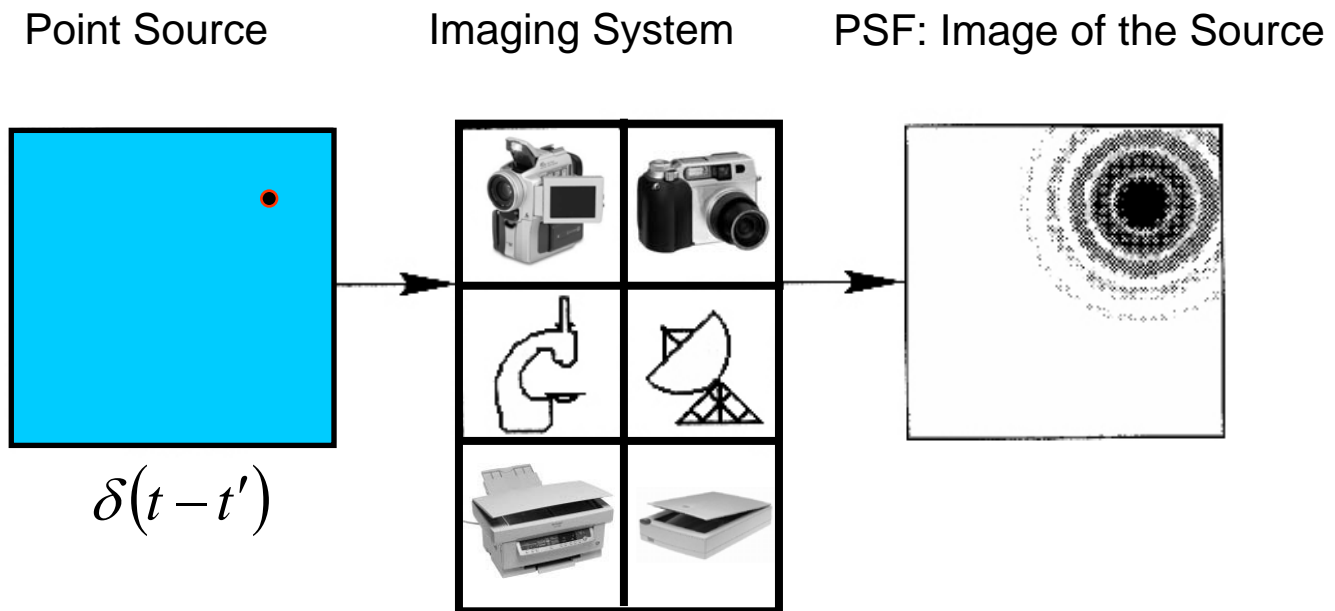 Point Source
Imaging System
PSF: Image of the Source
δ(t − t′)